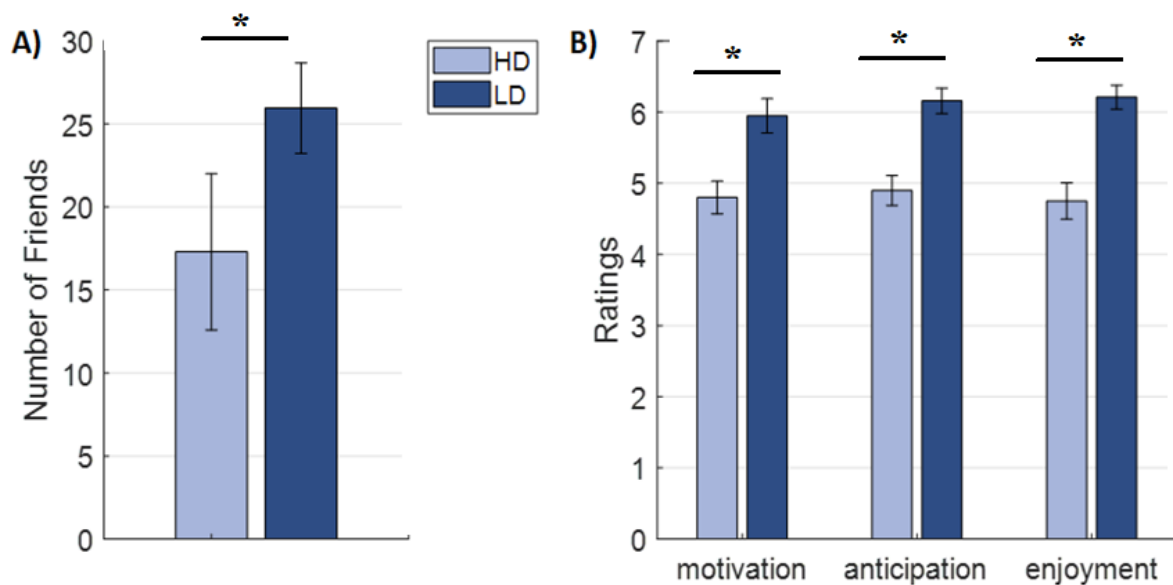 A)
*
Number of Friends
30
25
20
15
10
5
0
HD
LD
B)
* * *
Ratings
7
6
5
4
3
2
1
0
motivation anticipation enjoyment